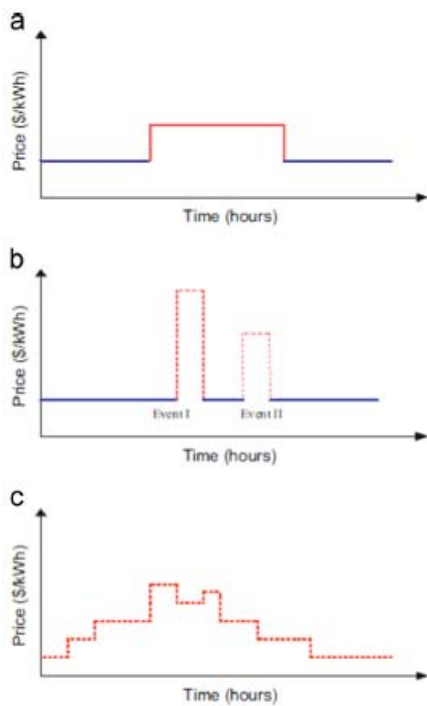 a
Price ($/kWh)
Time (hours)
b
Price ($/kWh)
Event I
Event II
Time (hours)
c
Price ($/kWh)
Time (hours)